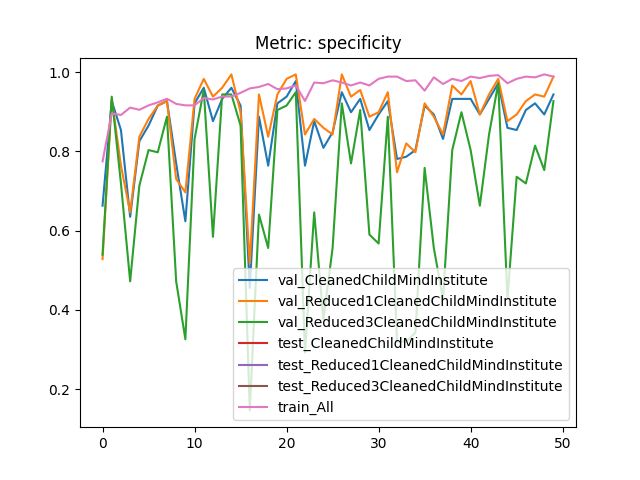 Metric: specificity
1.0
0.8
0.6
0.4
0.2
val_CleanedChildMindInstitute
val_Reduced1CleanedChildMindInstitute
val_Reduced3CleanedChildMindInstitute
test_CleanedChildMindInstitute
test_Reduced1CleanedChildMindInstitute
test_Reduced3CleanedChildMindInstitute
train_All
0 10 20 30 40 50